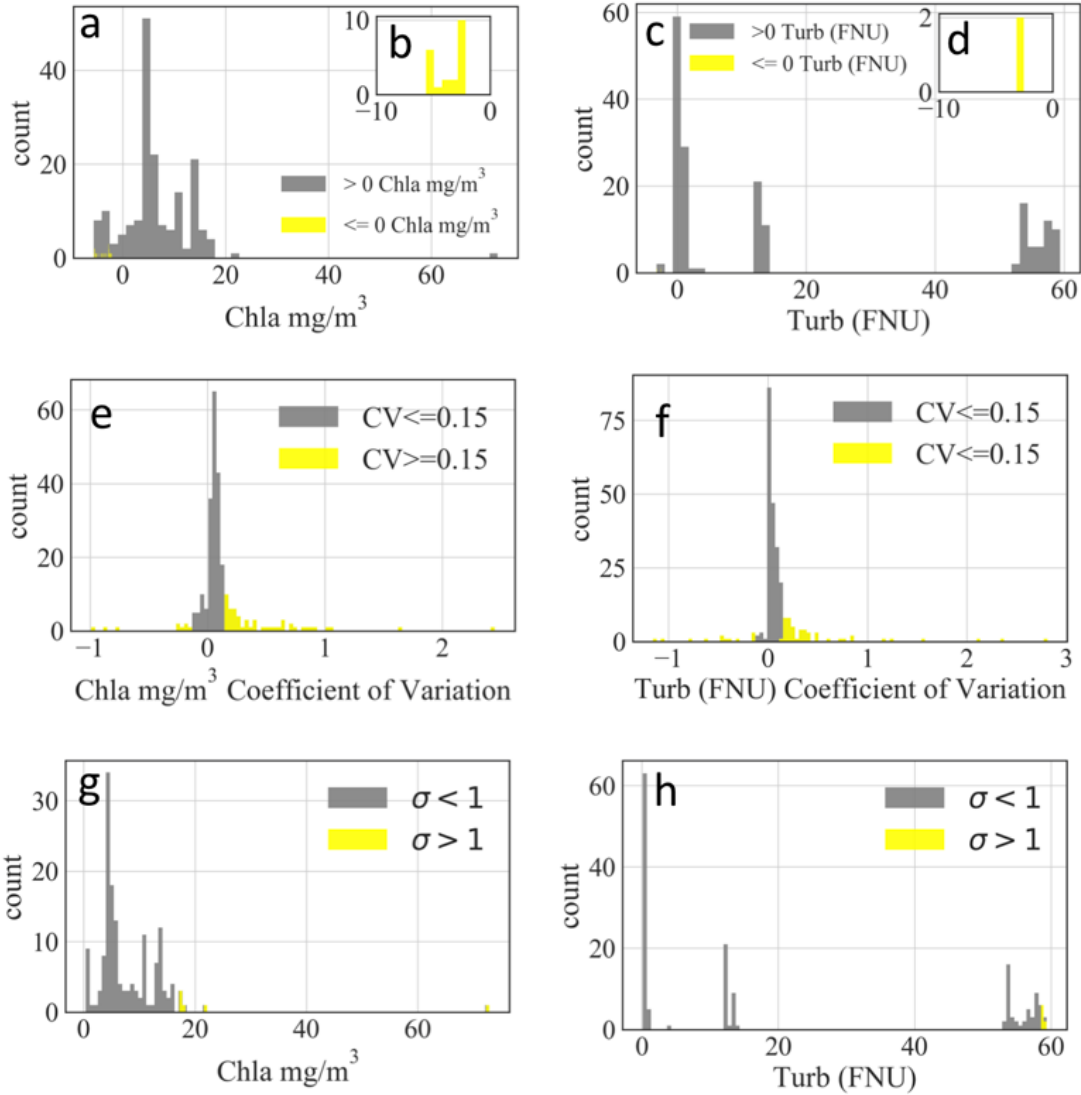 a
b
10
0
−10
0
40
20
0
count
> 0 Chla mg/m³
<= 0 Chla mg/m³
0
20
40
60
Chla mg/m³
c
>0 Turb (FNU)
<= 0 Turb (FNU)
d
2
0
−10
0
60
40
20
0
count
0
20
40
60
Turb (FNU)
e
CV<=0.15
CV>=0.15
60
40
20
0
count
−1
0
1
2
Chla mg/m³ Coefficient of Variation
f
CV<=0.15
CV<=0.15
75
50
25
0
count
−1
0
1
2
3
Turb (FNU) Coefficient of Variation
g
σ < 1
σ > 1
30
20
10
0
count
0
20
40
60
Chla mg/m³
h
σ < 1
σ > 1
60
40
20
0
count
0
20
40
60
Turb (FNU)